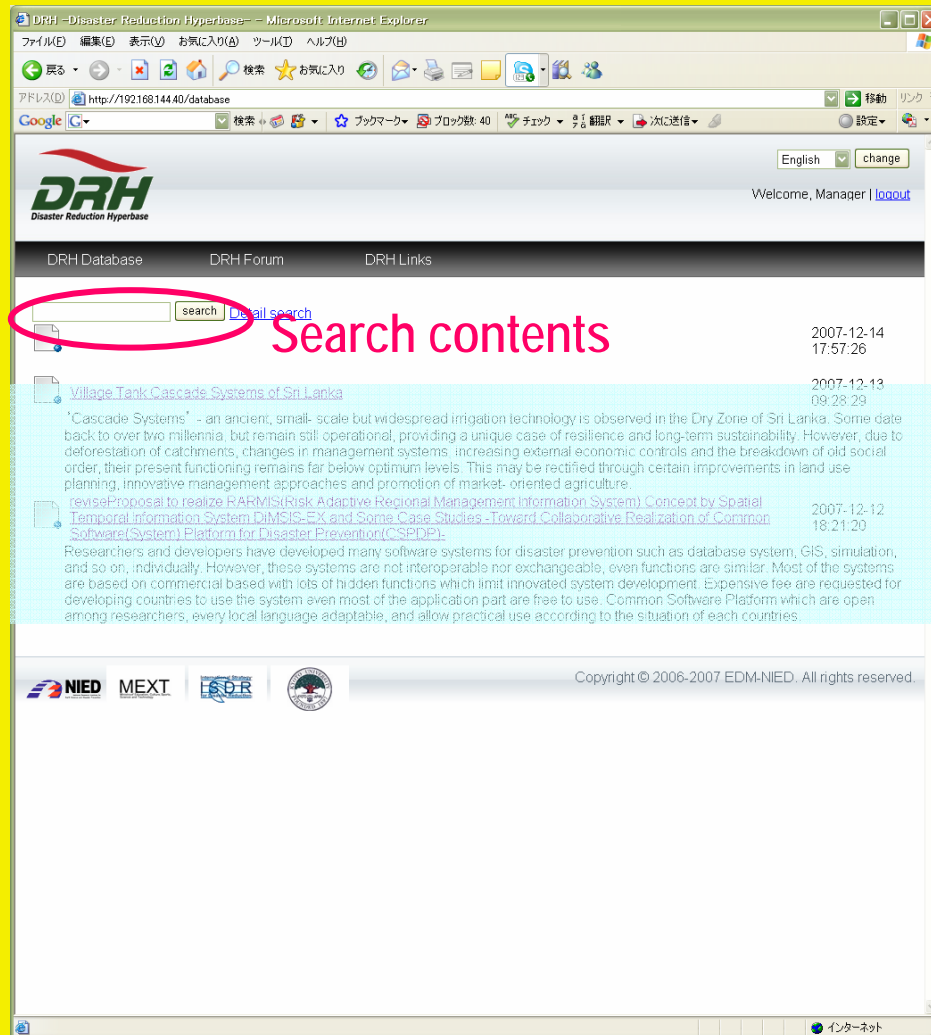 DRH -Disaster Reduction Hyperbase- - Microsoft Internet Explorer
ファイル(F) 編集(E) 表示(V) お気に入り(A) ツール(T) ヘルプ(H)
戻る 検索 お気に入り
アドレス(D) http://192.168.144.40/database 移動 リンク
Google G 検索 ブックマーク ブロック数: 40 チェック 翻訳 次に送信 設定
English change
DRH
Disaster Reduction Hyperbase
Welcome, Manager | logout
DRH Database DRH Forum DRH Links
search Detail search
Search contents
2007-12-14
17:57:26
Village Tank Cascade Systems of Sri Lanka
2007-12-13
09:28:29
'Cascade Systems' - an ancient, small- scale but widespread irrigation technology is observed in the Dry Zone of Sri Lanka. Some date
back to over two millennia, but remain still operational, providing a unique case of resilience and long-term sustainability. However, due to
deforestation of catchments, changes in management systems, increasing external economic controls and the breakdown of old social
order, their present functioning remains far below optimum levels. This may be rectified through certain improvements in land use
planning, innovative management approaches and promotion of market- oriented agriculture.
reviseProposal to realize RARMIS(Risk Adaptive Regional Management Information System) Concept by Spatial
Temporal Information System DiMSIS-EX and Some Case Studies -Toward Collaborative Realization of Common
Software(System) Platform for Disaster Prevention(CSPDP)-
2007-12-12
18:21:20
Researchers and developers have developed many software systems for disaster prevention such as database system, GIS, simulation,
and so on, individually. However, these systems are not interoperable nor exchangeable, even functions are similar. Most of the systems
are based on commercial based with lots of hidden functions which limit innovated system development. Expensive fee are requested for
developing countries to use the system even most of the application part are free to use. Common Software Platform which are open
among researchers, every local language adaptable, and allow practical use according to the situation of each countries.
NIED MEXT ISDR
Copyright © 2006-2007 EDM-NIED. All rights reserved.
インターネット